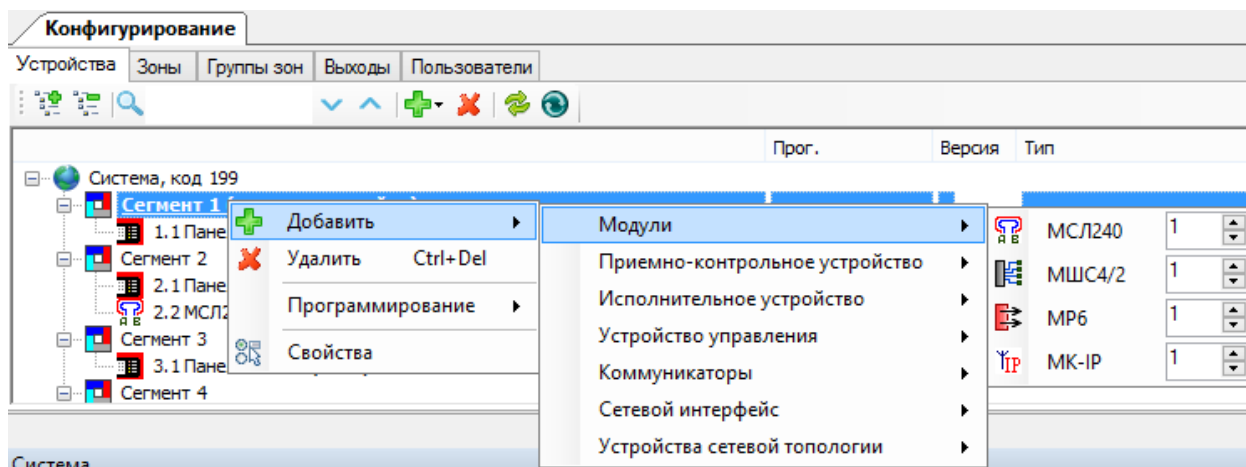 Конфигурирование
Устройства Зоны Группы зон Выходы Пользователи
Прог. Версия Тип
Система, код 199
Сегмент 1
1.1 Пане
Сегмент 2
2.1 Пане
2.2 МСЛ2
Сегмент 3
3.1 Пане
Сегмент 4
Добавить
Удалить Ctrl+Del
Программирование
Свойства
Модули
Приемно-контрольное устройство
Исполнительное устройство
Устройство управления
Коммуникаторы
Сетевой интерфейс
Устройства сетевой топологии
МСЛ240 1
МШС4/2 1
МР6 1
IP МК-IP 1
Система